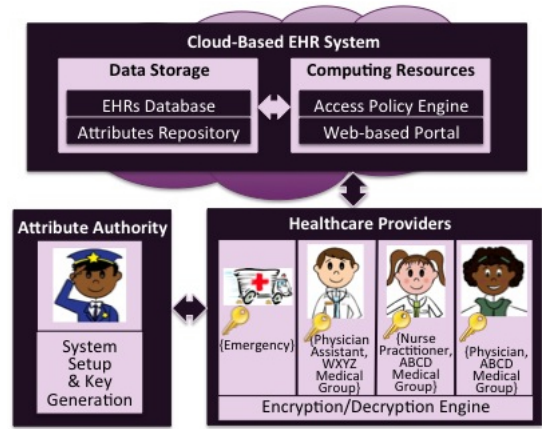 Cloud-Based EHR System
Data Storage
EHRs Database
Attributes Repository
Computing Resources
Access Policy Engine
Web-based Portal
Attribute Authority
System
Setup
& Key
Generation
Healthcare Providers
{Emergency}
{Physician
Assistant,
WXYZ
Medical
Group}
{Nurse
Practitioner,
ABCD
Medical
Group}
{Physician,
ABCD
Medical
Group}
Encryption/Decryption Engine